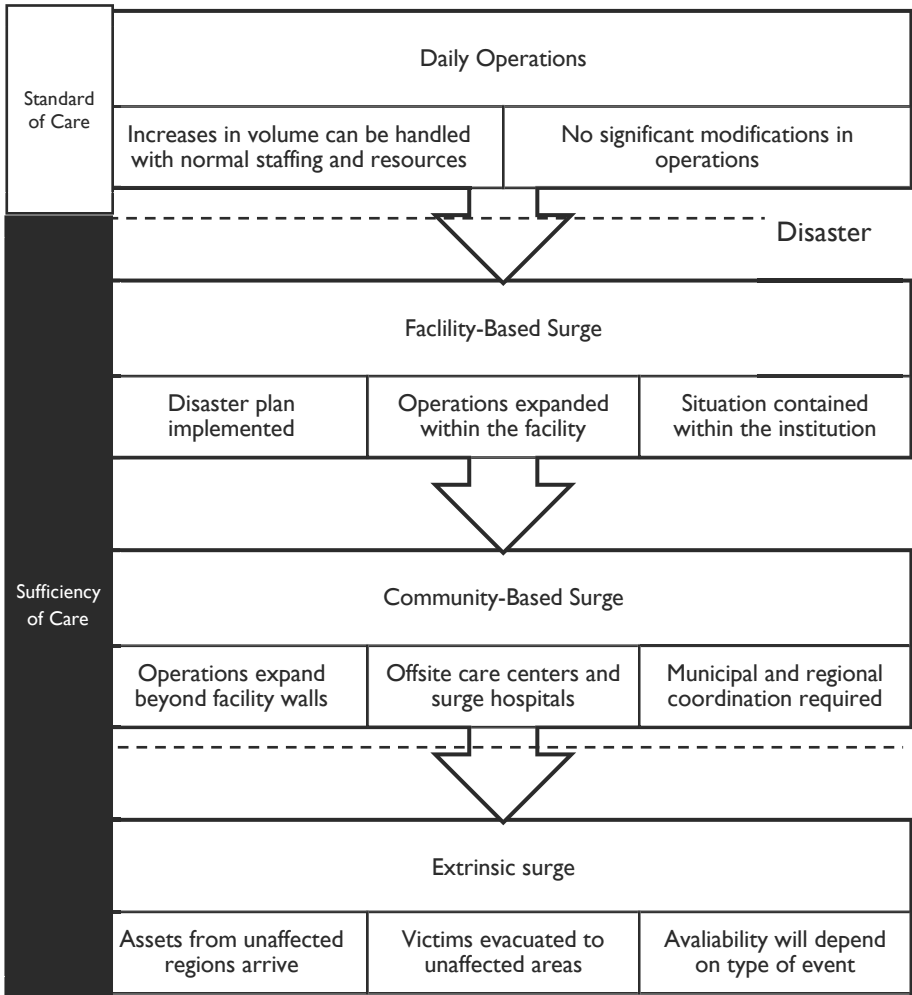 Daily Operations
Standard
of Care
Increases in volume can be handled
with normal staffing and resources
No significant modifications in
operations
Disaster
Faclility-Based Surge
Disaster plan
implemented
Operations expanded
within the facility
Situation contained
within the institution
Sufficiency
of Care
Community-Based Surge
Operations expand
beyond facility walls
Offsite care centers and
surge hospitals
Municipal and regional
coordination required
Extrinsic surge
Assets from unaffected
regions arrive
Victims evacuated to
unaffected areas
Avaliability will depend
on type of event